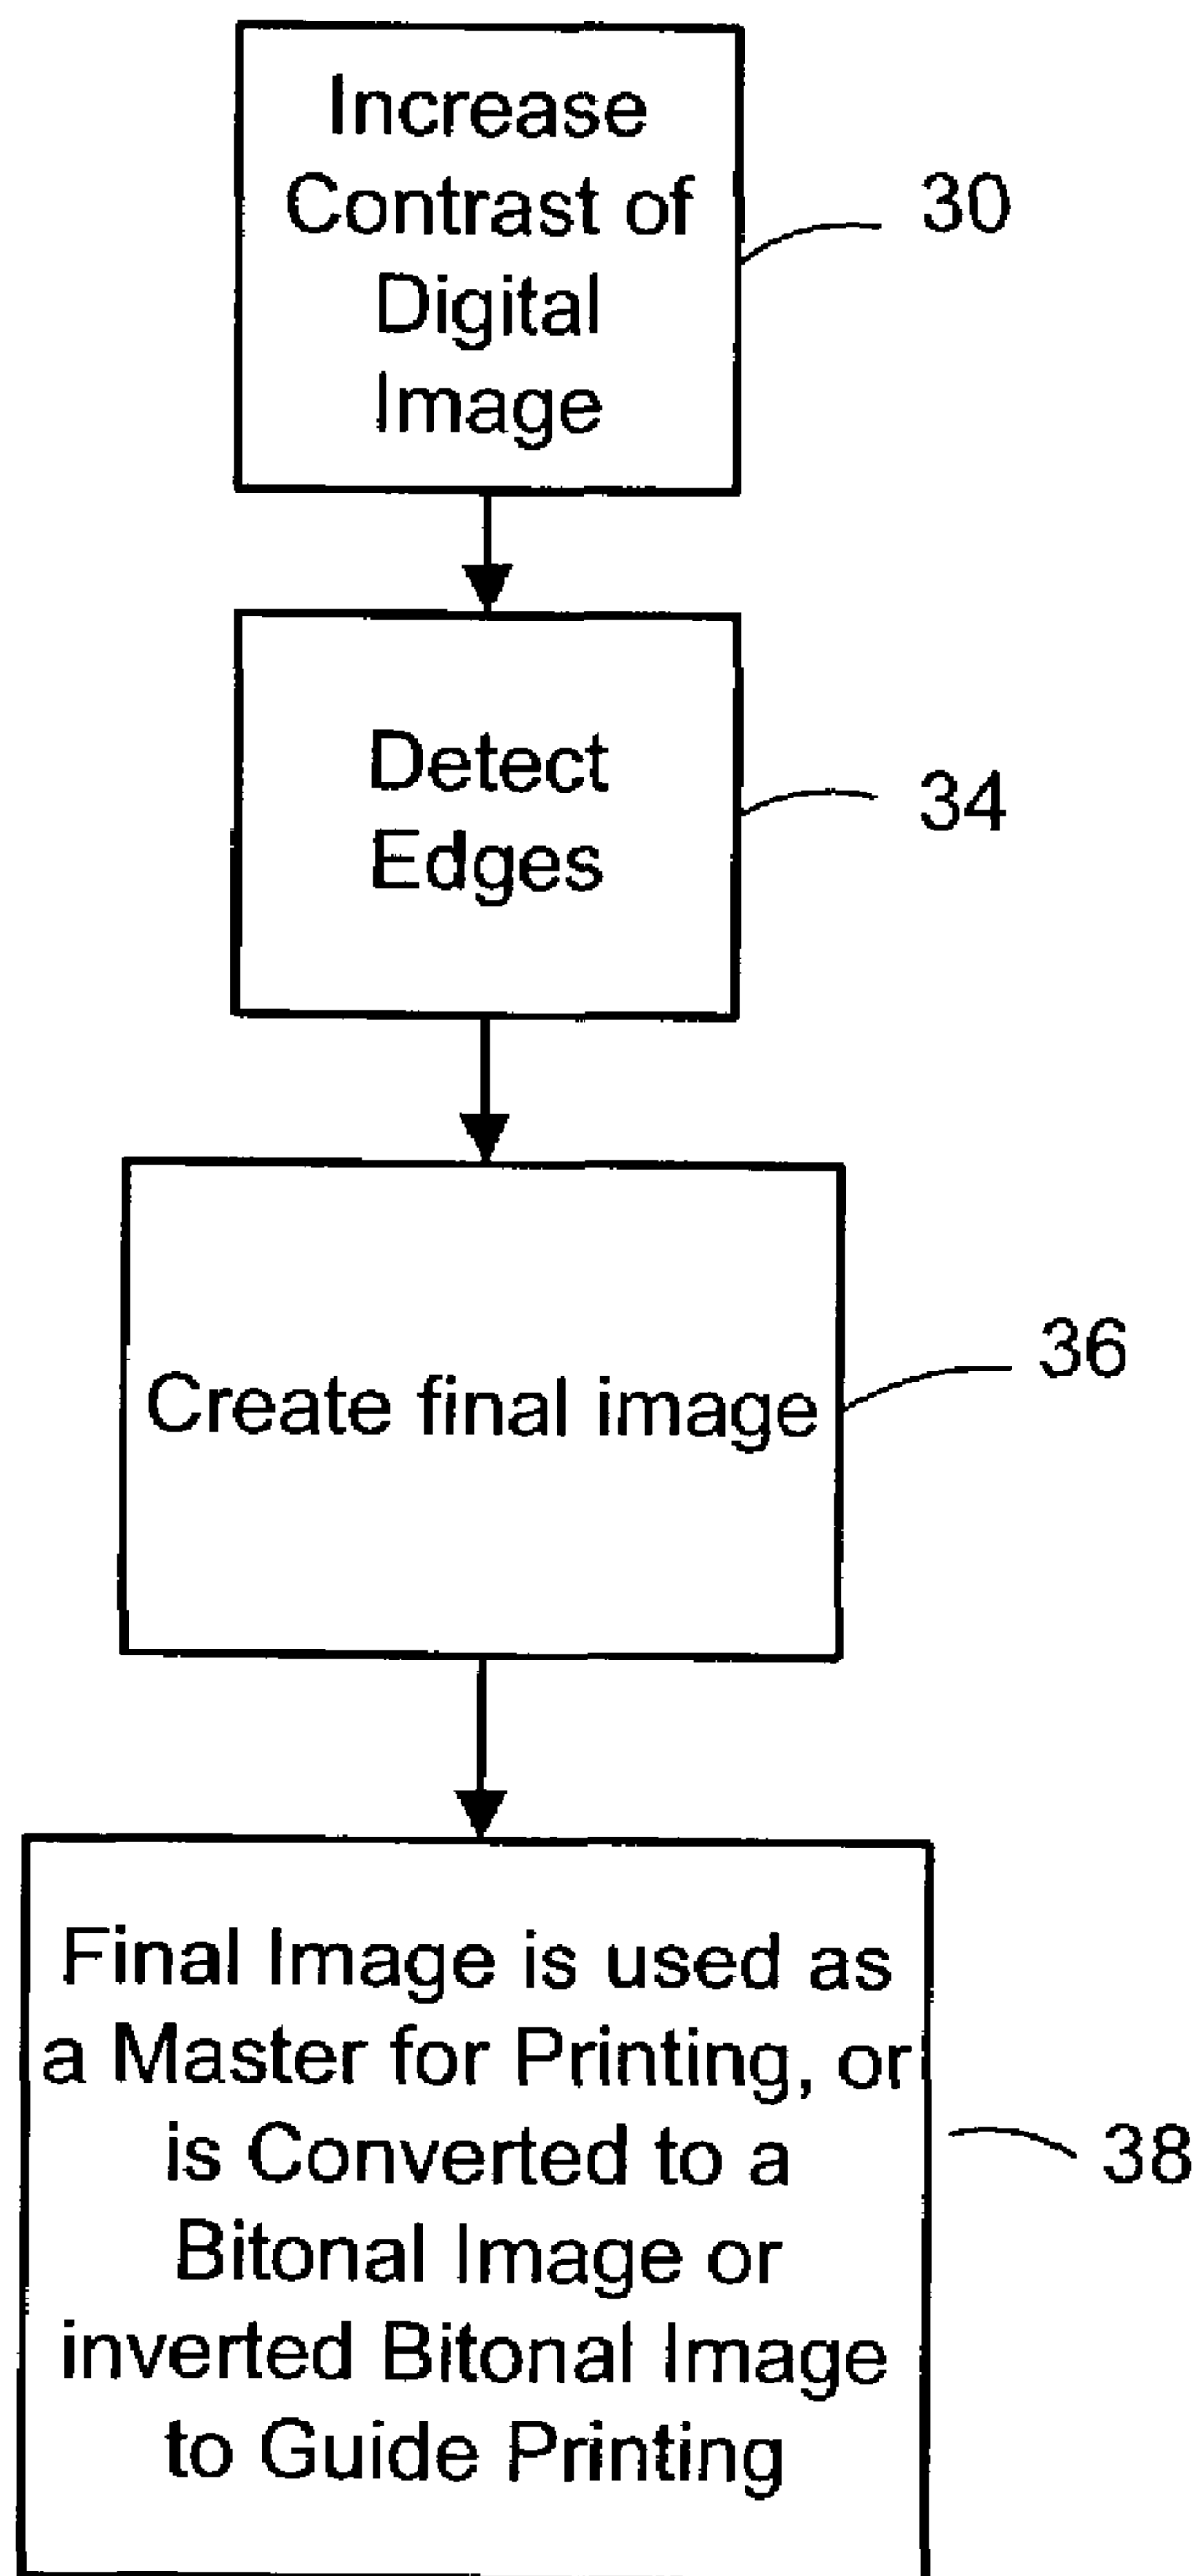 Increase
Contrast of
Digital
Image
30
Detect
Edges
34
Create final image
36
Final Image is used as
a Master for Printing, or
is Converted to a
Bitonal Image or
inverted Bitonal Image
to Guide Printing
38